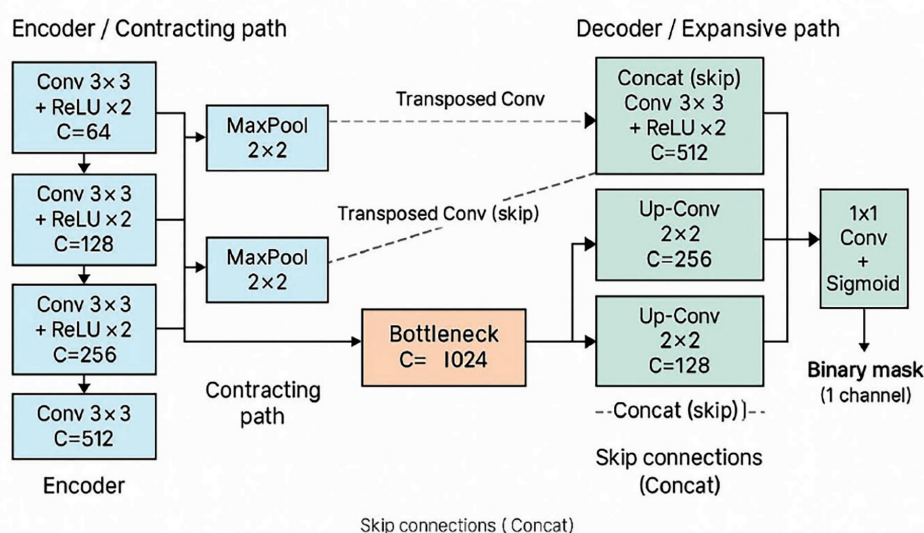 Encoder / Contracting path
Conv 3×3
+ ReLU ×2
C=64
Conv 3×3
+ ReLU ×2
C=128
Conv 3×3
+ ReLU ×2
C=256
Conv 3×3
C=512
Encoder
MaxPool
2×2
MaxPool
2×2
Contracting
path
Transposed Conv
Transposed Conv (skip)
Bottleneck
C= 1024
Decoder / Expansive path
Concat (skip)
Conv 3×3
+ ReLU ×2
C=512
Up-Conv
2×2
C=256
Up-Conv
2×2
C=128
--Concat (skip)]--
Skip connections
(Concat)
1x1
Conv
+
Sigmoid
Binary mask
(1 channel)
Skip connections ( Concat)